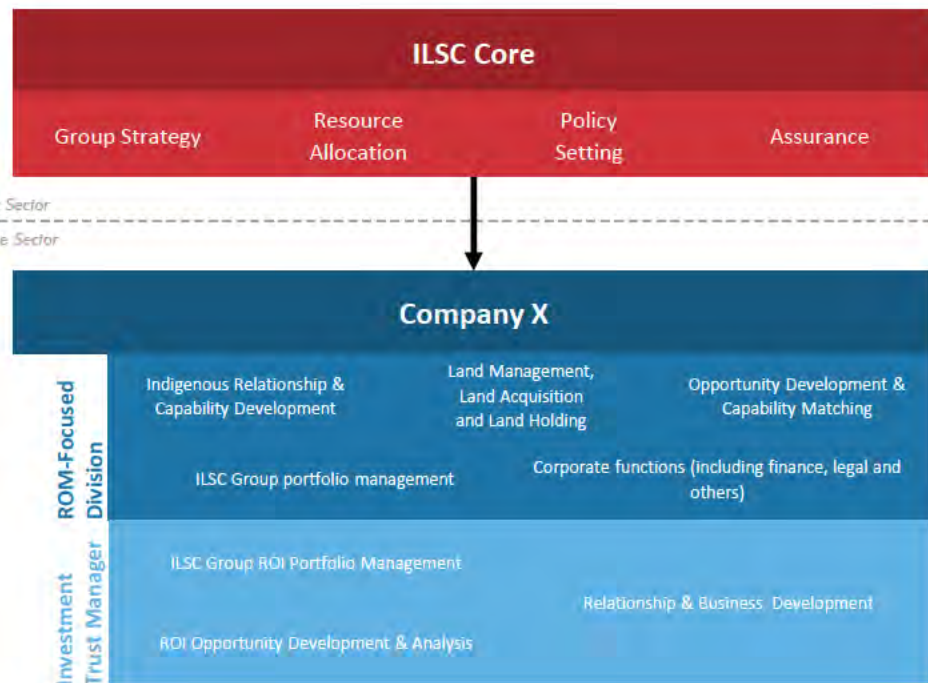 ILSC Core
Group Strategy
Resource
Allocation
Policy
Setting
Assurance
Sector
Sector
Company X
ROM-Focused
Division
Indigenous Relationship &
Capability Development
Land Management,
Land Acquisition
and Land Holding
Opportunity Development &
Capability Matching
ILSC Group portfolio management
Corporate functions (including finance, legal and
others)
Investment
Trust Manager
ILSC Group ROI Portfolio Management
Relationship & Business Development
ROI Opportunity Development & Analysis